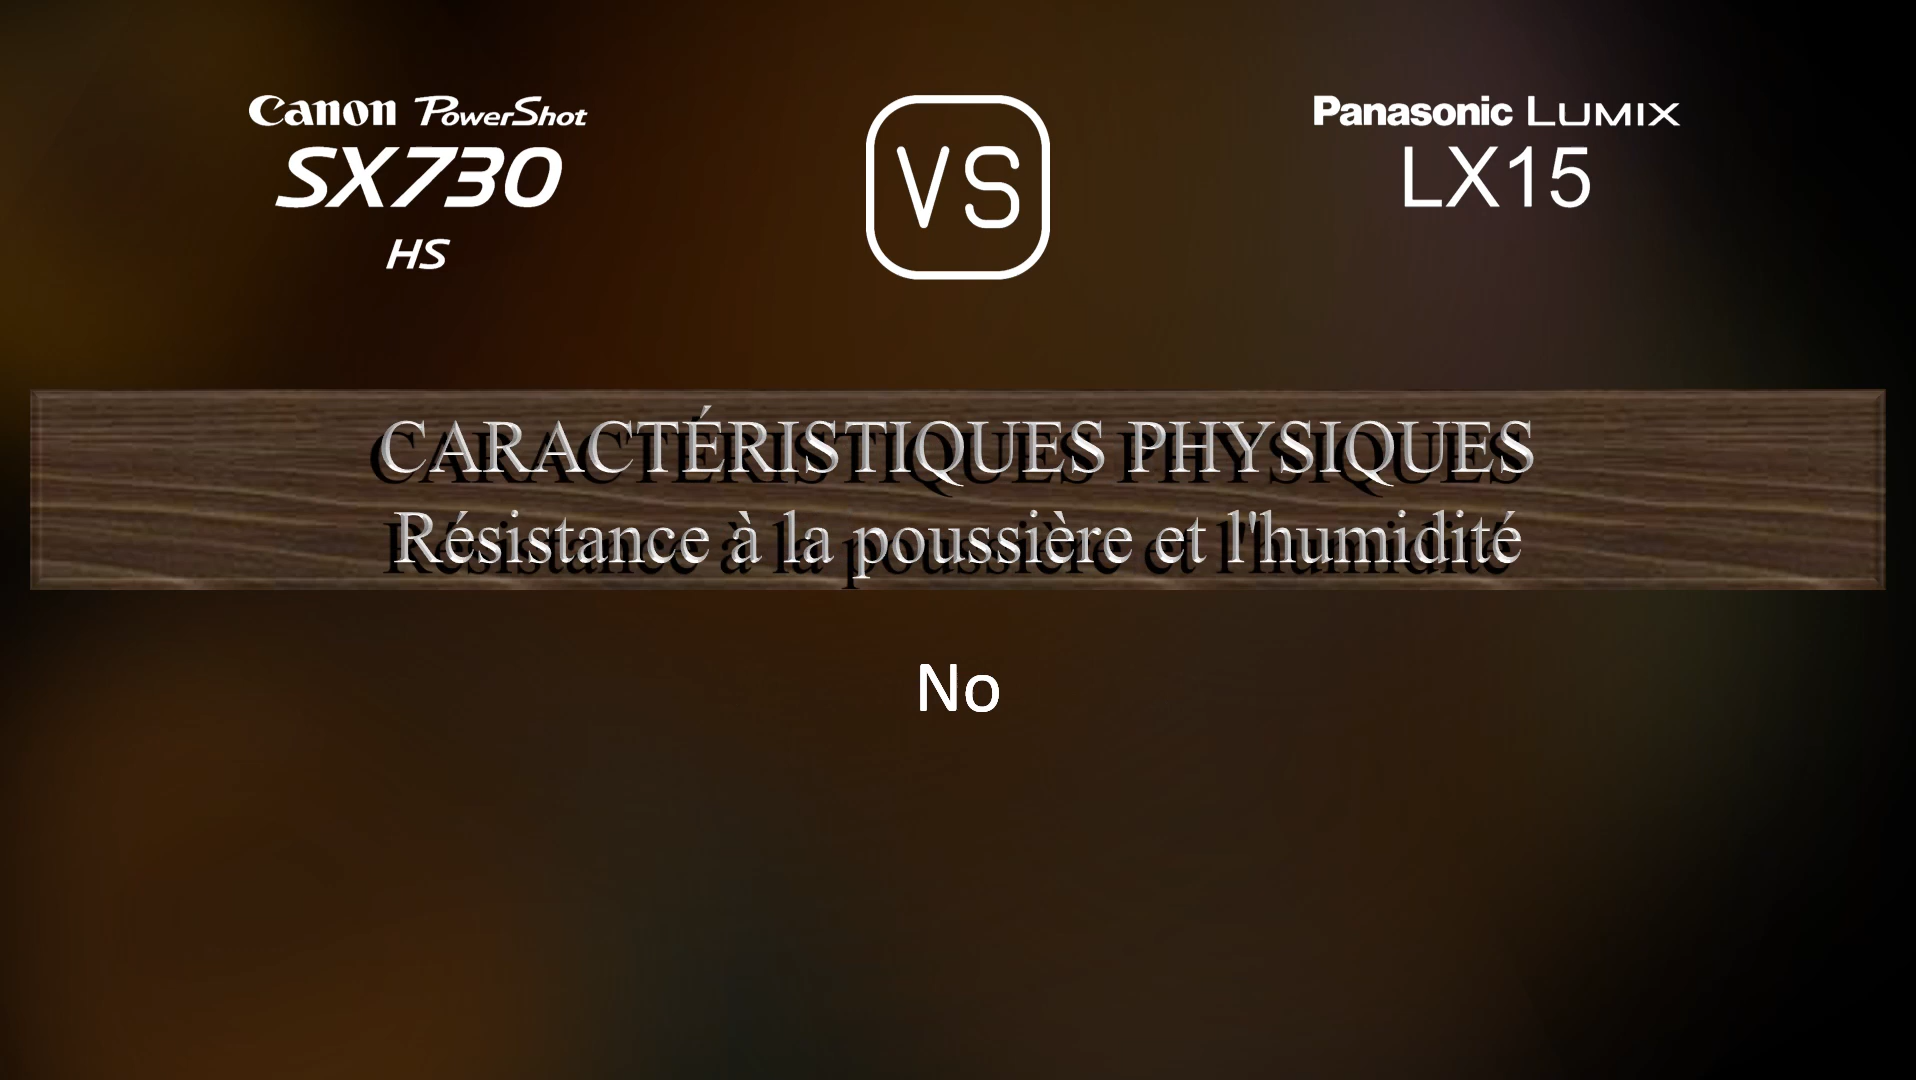 Canon PowerShot
SX730
HS
VS
Panasonic LUMIX
LX15
CARACTÉRISTIQUES PHYSIQUES
Résistance à la poussière et l'humidité
No